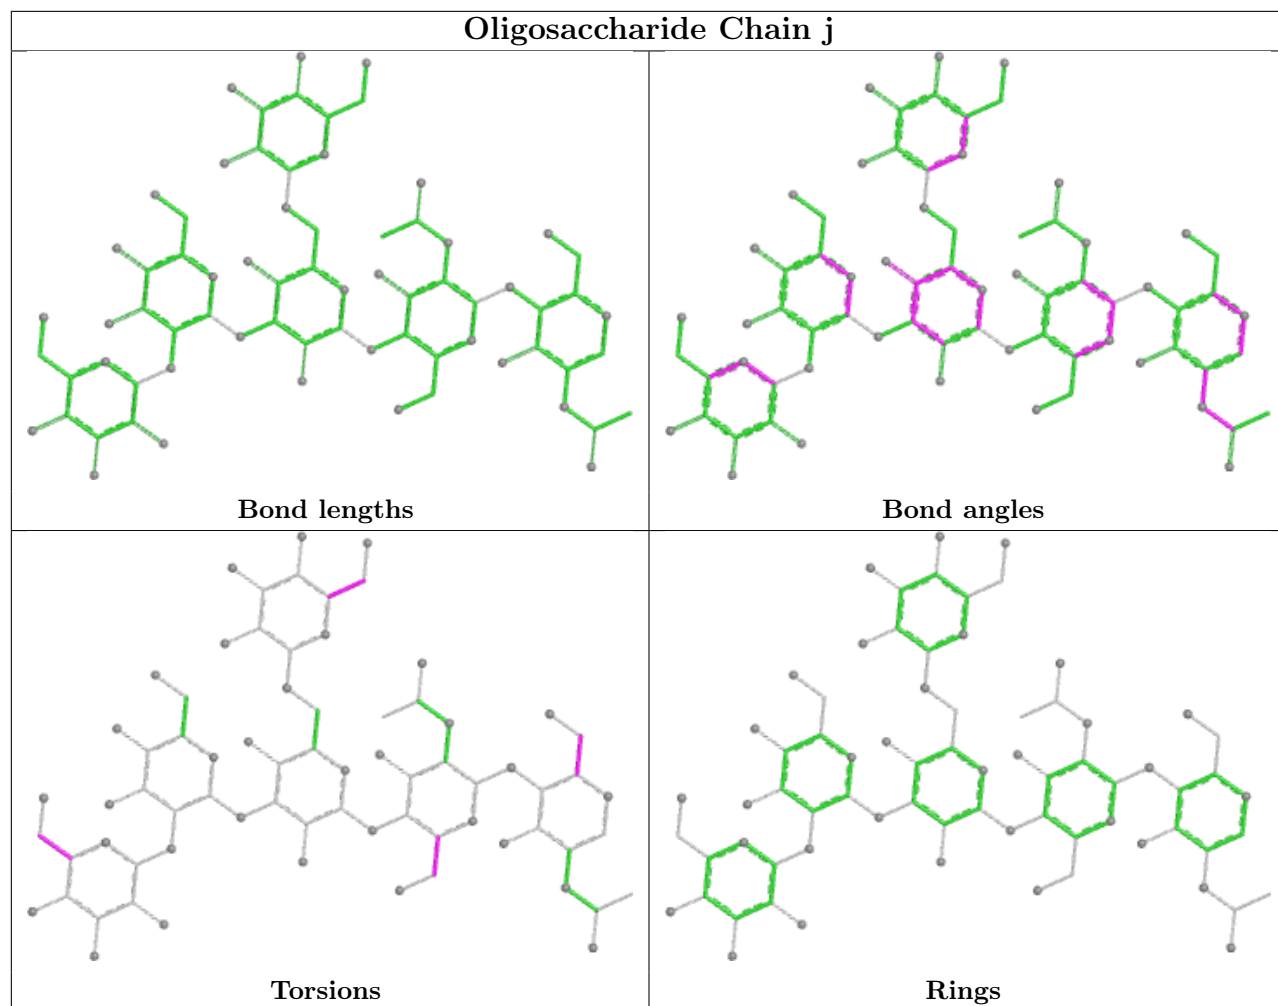 Oligosaccharide Chain j
Bond lengths
Bond angles
Torsions
Rings